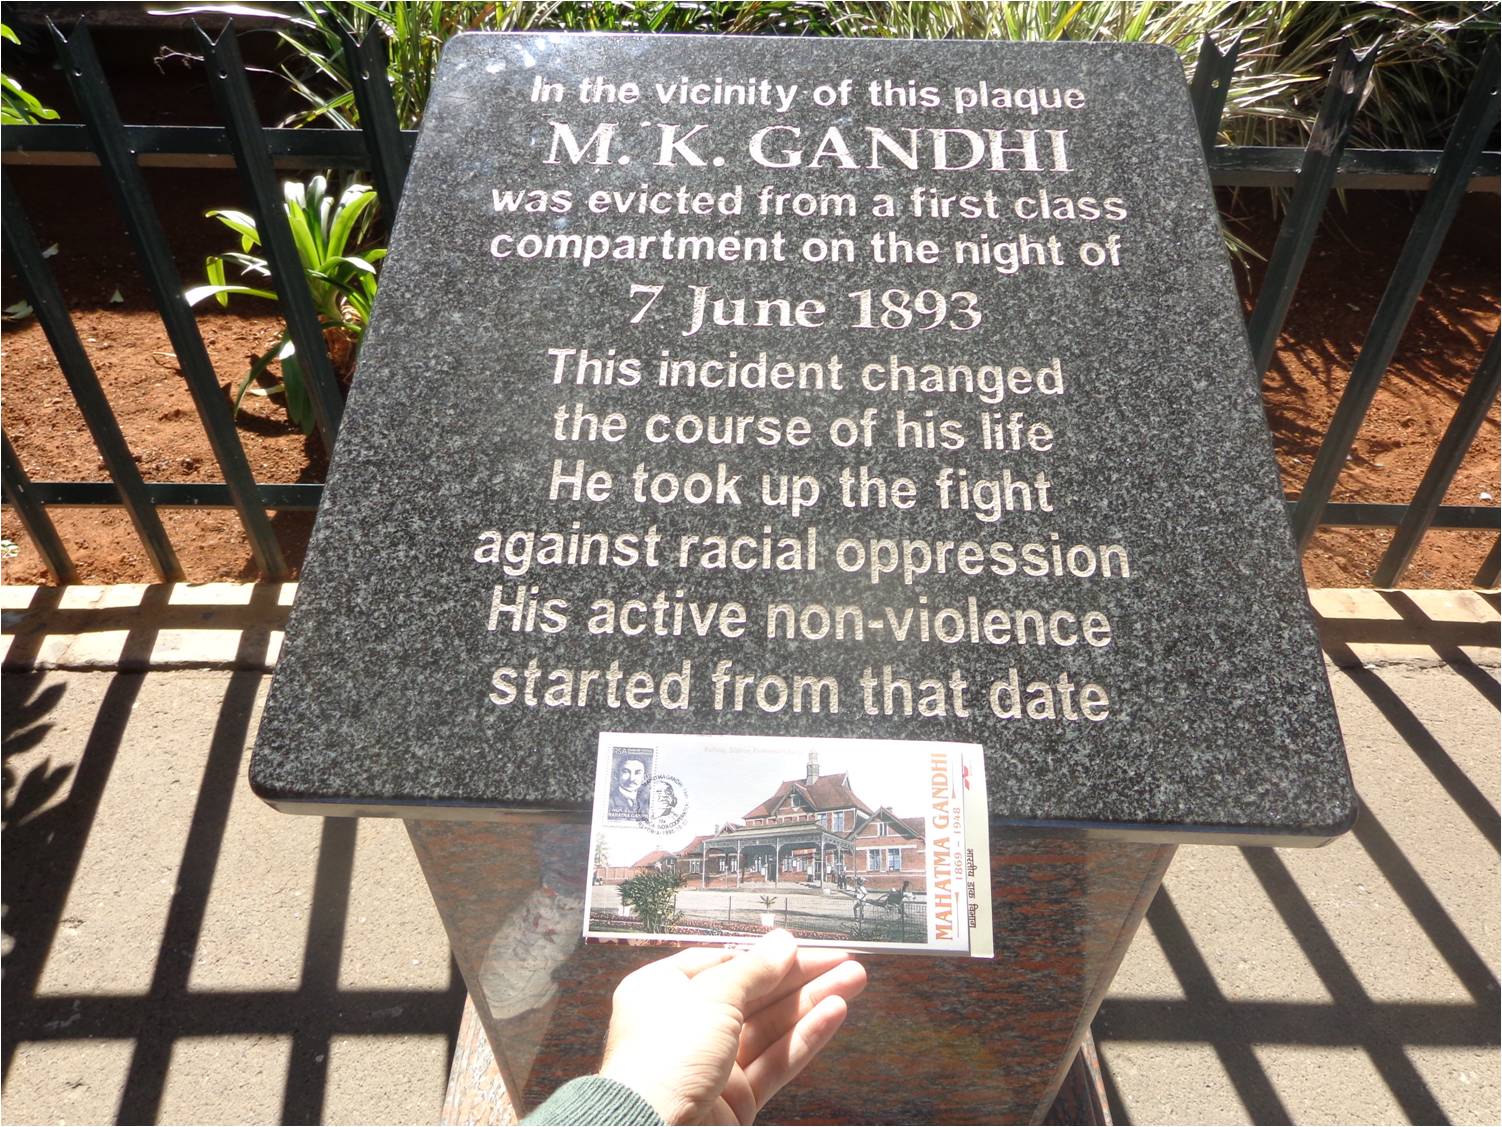 In the vicinity of this plaque
M. K. GANDHI
was evicted from a first class
compartment on the night of
7 June 1893
This incident changed
the course of his life
He took up the fight
against racial oppression
His active non-violence
started from that date
RSA
MAHATMA GANDHI
MAHATMA GANDHI
1869 - 1948
भारतीय डाक विभाग